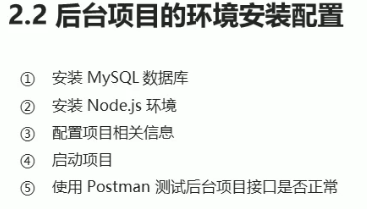 2.2 后台项目的环境安装配置
① 安装 MySQL 数据库
② 安装 Node.js 环境
③ 配置项目相关信息
④ 启动项目
⑤ 使用 Postman 测试后台项目接口是否正常